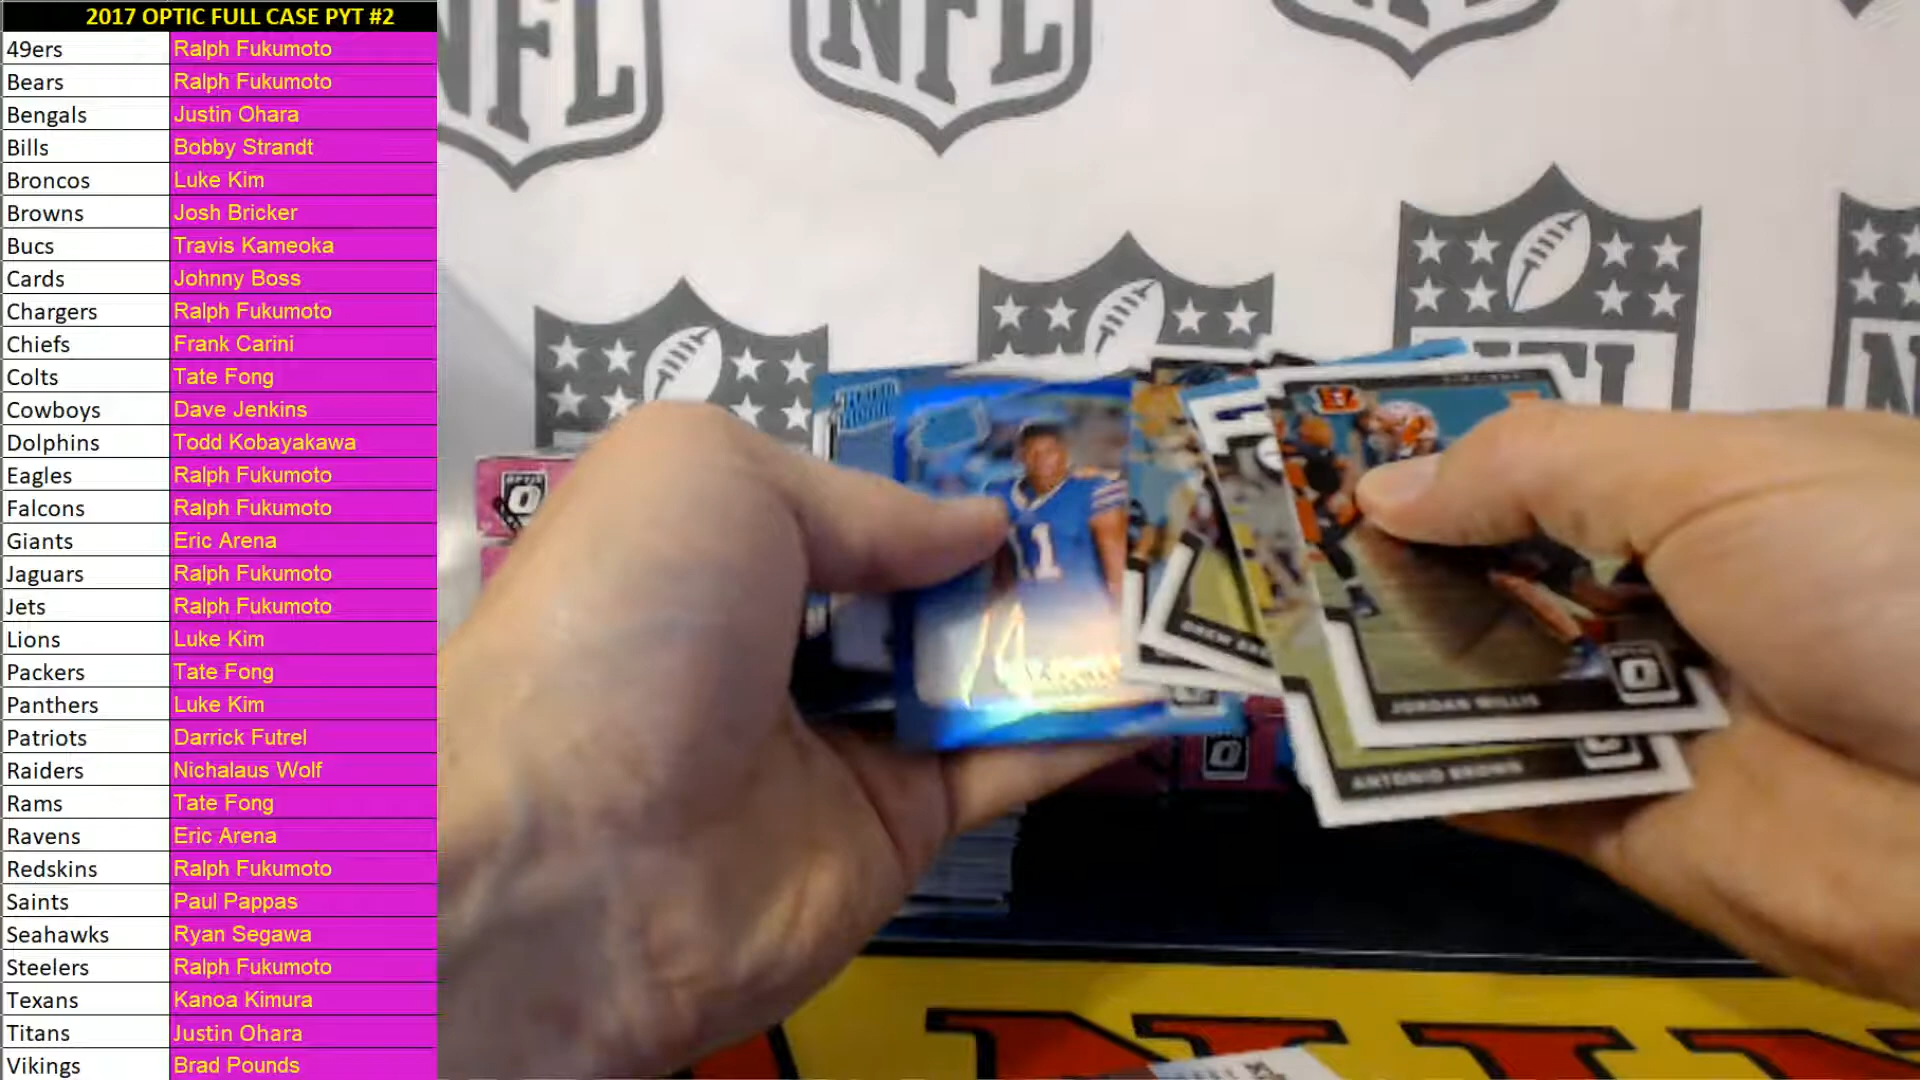 2017 OPTIC FULL CASE PYT #2
49ers Ralph Fukumoto
Bears Ralph Fukumoto
Bengals Justin Ohara
Bills Bobby Strandt
Broncos Luke Kim
Browns Josh Bricker
Bucs Travis Kameoka
Cards Johnny Boss
Chargers Ralph Fukumoto
Chiefs Frank Carini
Colts Tate Fong
Cowboys Dave Jenkins
Dolphins Todd Kobayakawa
Eagles Ralph Fukumoto
Falcons Ralph Fukumoto
Giants Eric Arena
Jaguars Ralph Fukumoto
Jets Ralph Fukumoto
Lions Luke Kim
Packers Tate Fong
Panthers Luke Kim
Patriots Darrick Futrel
Raiders Nichalaus Wolf
Rams Tate Fong
Ravens Eric Arena
Redskins Ralph Fukumoto
Saints Paul Pappas
Seahawks Ryan Segawa
Steelers Ralph Fukumoto
Texans Kanoa Kimura
Titans Justin Ohara
Vikings Brad Pounds
NFL
NFL
NFL
11
JORDAN WILLIS
ANTONIO BROWN